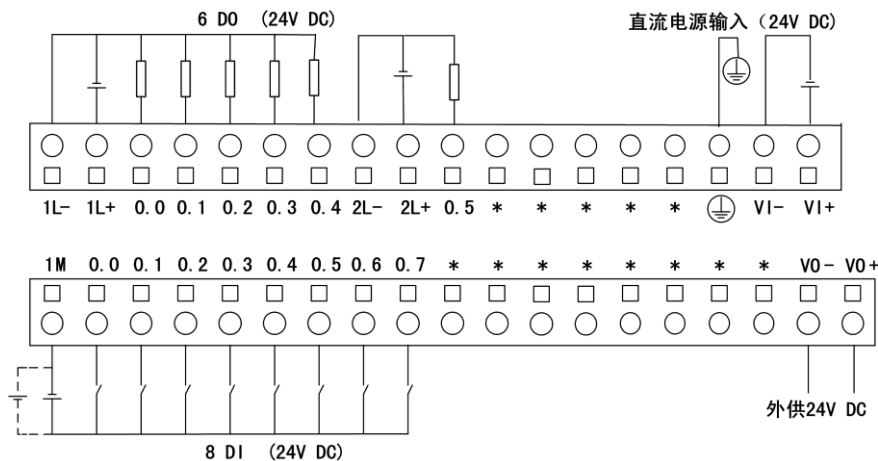 6 DO (24V DC)
直流电源输入（24V DC)
1L- 1L+ 0.0 0.1 0.2 0.3 0.4 2L- 2L+ 0.5 * * * * * VI- VI+
1M 0.0 0.1 0.2 0.3 0.4 0.5 0.6 0.7 * * * * * * * * VO- VO+
外供24V DC
8 DI (24V DC)